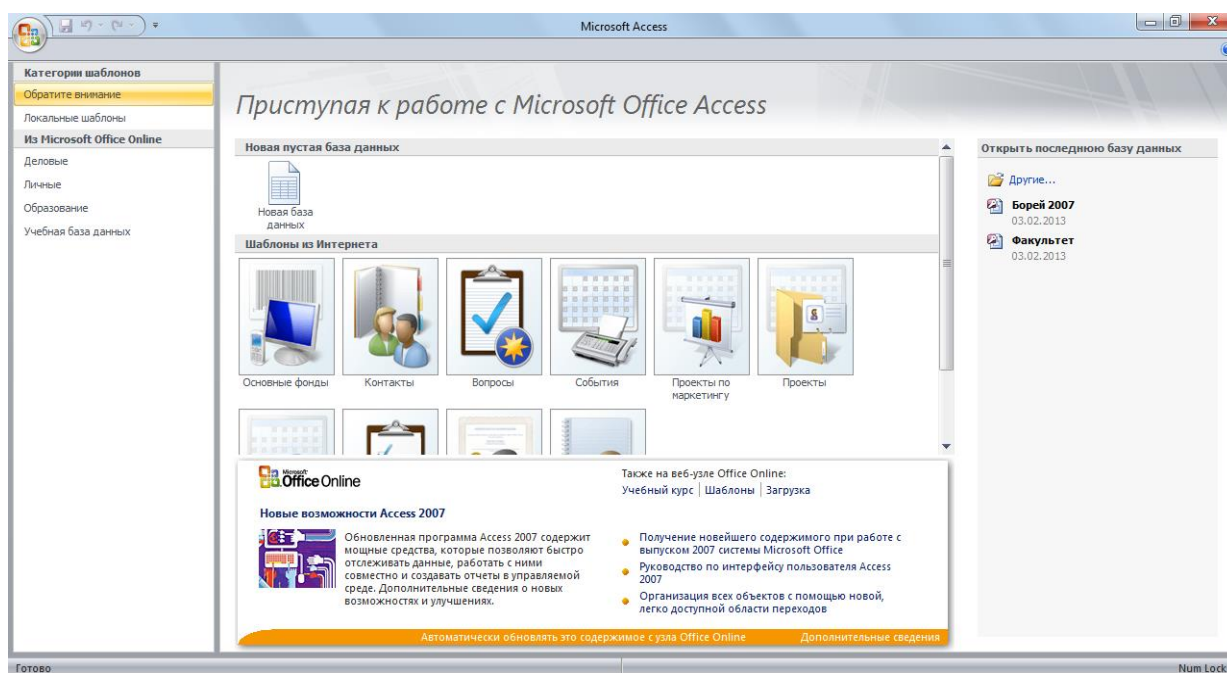 Microsoft Access
Категории шаблонов
Обратите внимание
Локальные шаблоны
Из Microsoft Office Online
Деловые
Личные
Образование
Учебная база данных
Приступая к работе с Microsoft Office Access
Новая пустая база данных
Новая база
данных
Шаблоны из Интернета
Основные фонды
Контакты
Вопросы
События
Проекты по
маркетингу
Проекты
Microsoft
Office Online
Новые возможности Access 2007
Обновленная программа Access 2007 содержит
мощные средства, которые позволяют быстро
отслеживать данные, работать с ними
совместно и создавать отчеты в управляемой
среде. Дополнительные сведения о новых
возможностях и улучшениях.
Также на веб-узле Office Online:
Учебный курс | Шаблоны | Загрузка
Получение новейшего содержимого при работе с
выпуском 2007 системы Microsoft Office
Руководство по интерфейсу пользователя Access
2007
Организация всех объектов с помощью новой,
легко доступной области переходов
Автоматически обновлять это содержимое с узла Office Online
Дополнительные сведения
Открыть последнюю базу данных
Другие...
Борей 2007
03.02.2013
Факультет
03.02.2013
Готово
Num Lock